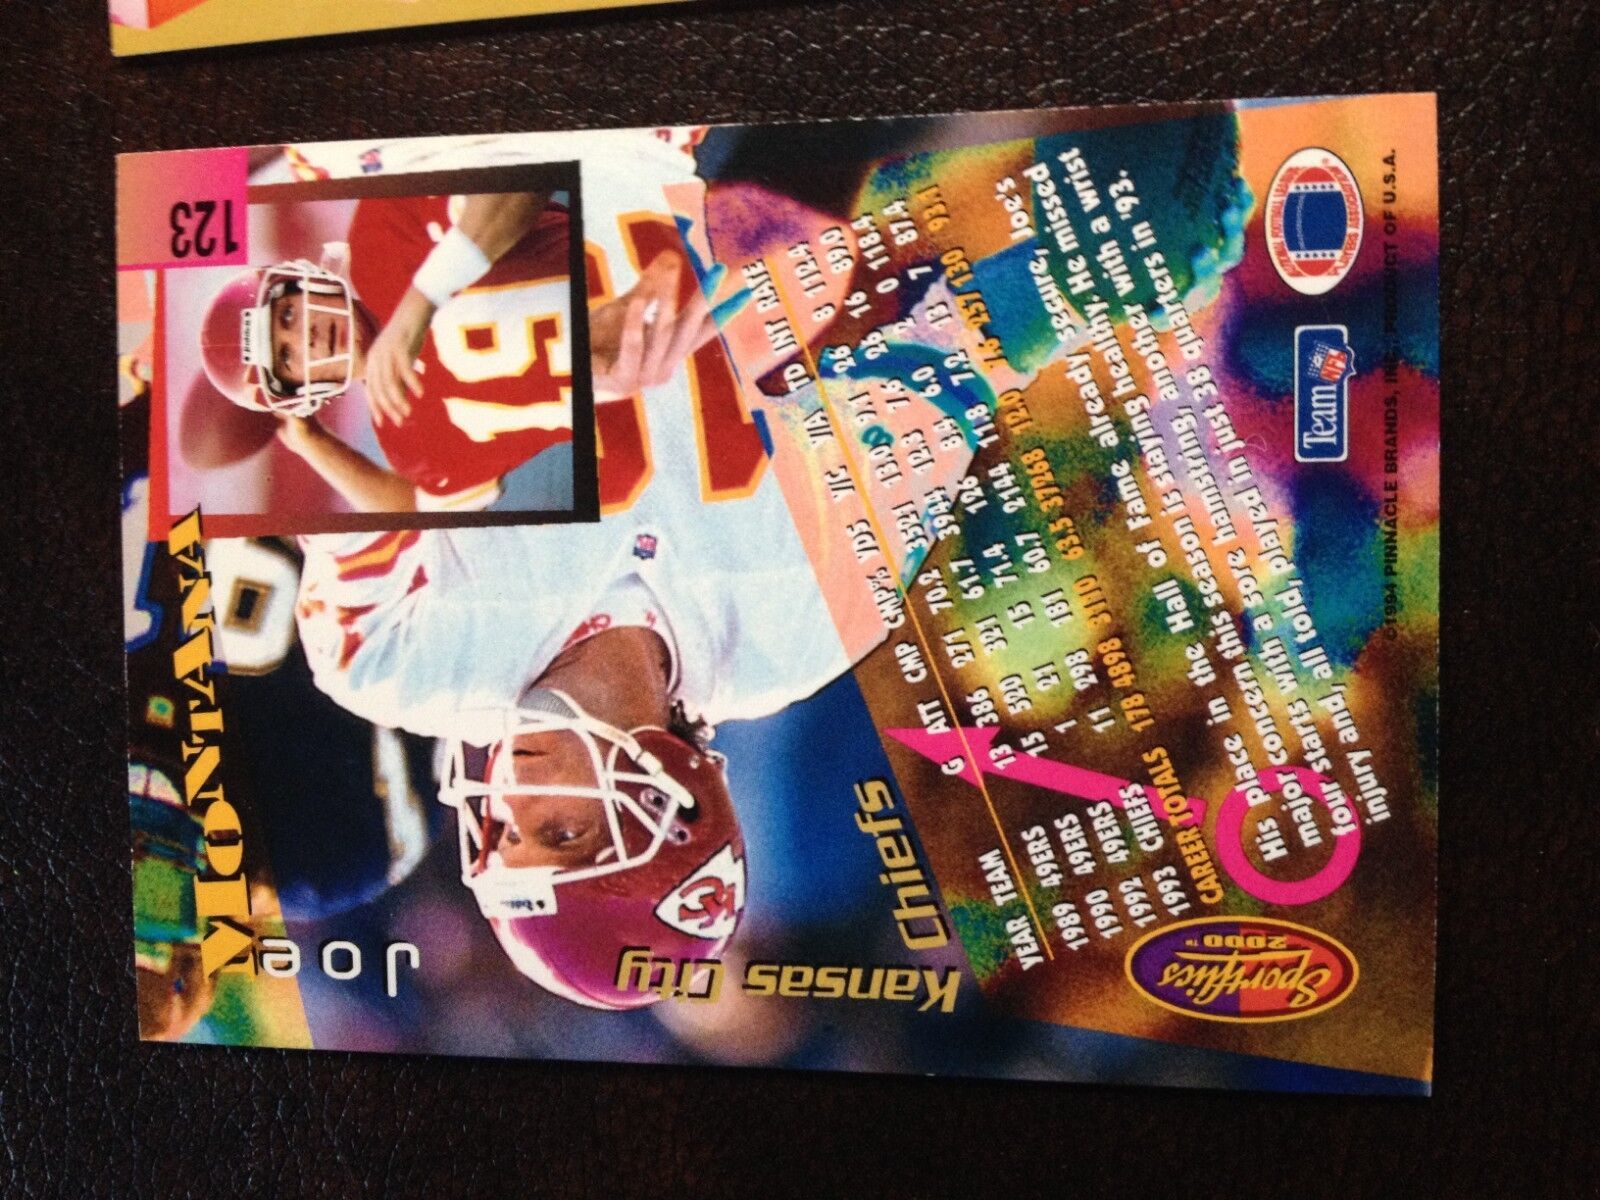 123
MONTANA
Joe
Kansas City
Chiefs
19
YEAR TEAM G ATT CMP CMP% YDS Y/C Y/A TD INT RATE
1989 49ERS 13 386 271 70.2 3521 13.0 9.1 26 8 112.4
1990 49ERS 15 520 321 61.7 3944 12.3 7.6 26 16 89.0
1992 49ERS 1 21 15 71.4 126 8.4 6.0 2 0 118.4
1993 CHIEFS 11 298 181 60.7 2144 11.8 7.2 13 7 87.4
CAREER TOTALS 178 4898 3110 63.5 37268 12.0 7.6 257 130 93.1
His place in the Hall of Fame already secure, Joe's
major concern this season is staying healthy. He missed
four starts with a sore hamstring, another with a wrist
injury and, all told, played in just 38 quarters in '93.
Sportflics
2000 TM
Team NFL
NATIONAL FOOTBALL LEAGUE
PLAYERS ASSOCIATION
©1994 PINNACLE BRANDS, INC. PRODUCT OF U.S.A.